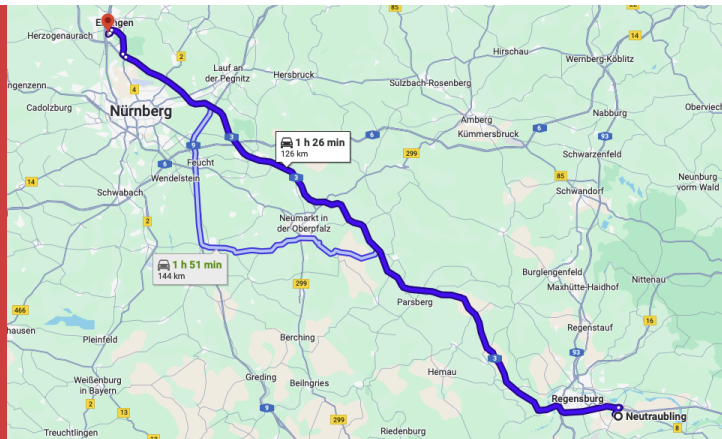 85
14
Herzogenaurach
2
Hirschau
Wernberg-Köblitz
14
Lauf an
der Pegnitz
Hersbruck
Sulzbach-Rosenberg
4
Cadolzburg
Nürnberg
Nabburg
Amberg
Kümmersbruck
6
6
93
1 h 26 min
126 km
3
9
299
Feucht
Schwarzenfeld
Wendelstein
3
85
14
Schwabach
Schwandorf
Neunburg
vorm Wald
2
Neumarkt in
der Oberpfalz
1 h 51 min
144 km
299
Burglengenfeld
Maxhütte-Haidhof
Nittenau
Parsberg
466
16
Regenstauf
Pleinfeld
Berching
93
3
Hemau
Weißenburg
in Bayern
Greding
Beilngries
Regensburg
Neutraubling
2
13
9
299
8
13
Treuchtlingen
Riedenburg